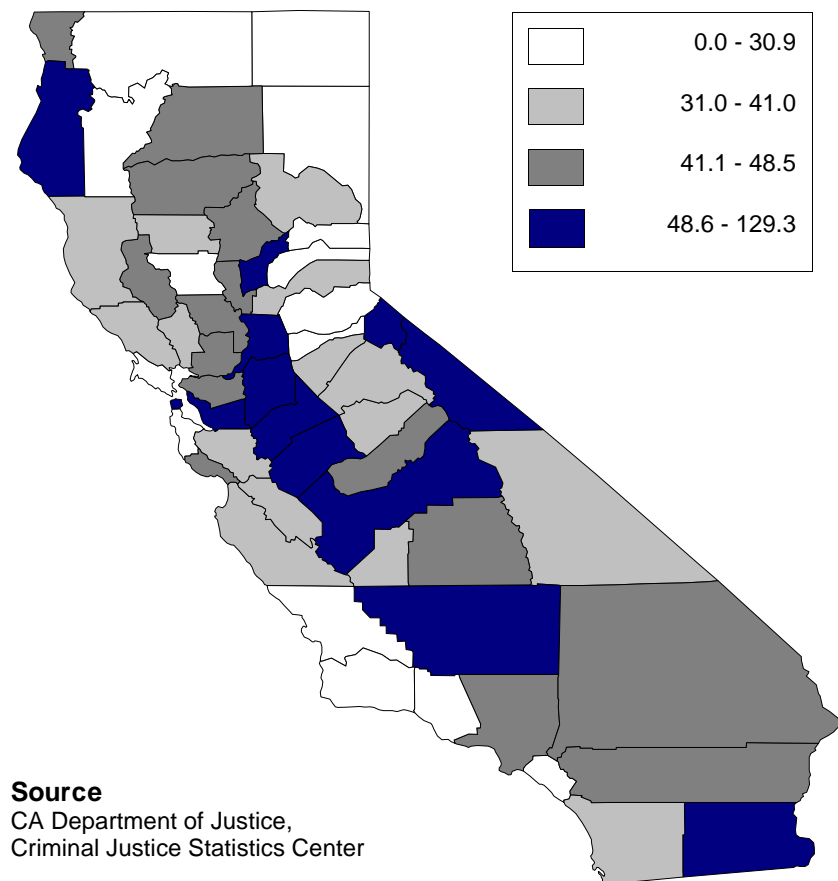 0.0 - 30.9
31.0 - 41.0
41.1 - 48.5
48.6 - 129.3
Source
CA Department of Justice,
Criminal Justice Statistics Center